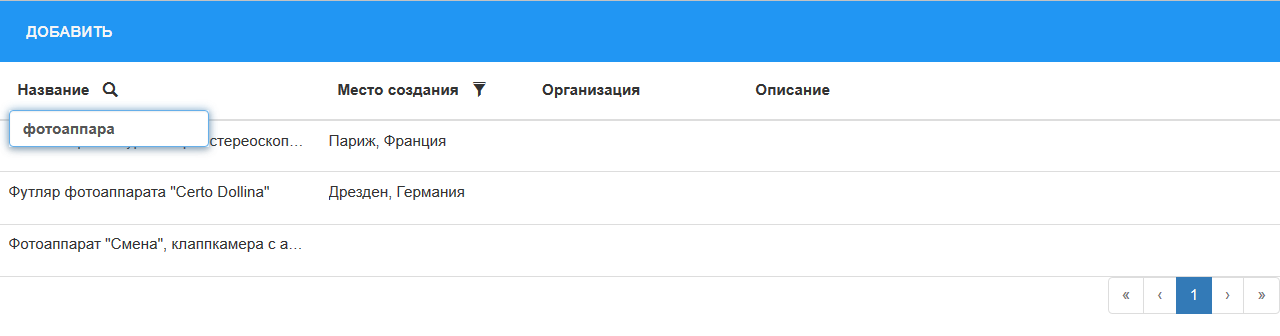 ДОБАВИТЬ
Название Место создания Организация Описание
фотоаппара
стереоскоп… Париж, Франция
Футляр фотоаппарата "Certo Dollina" Дрезден, Германия
Фотоаппарат "Смена", клаппкамера с а…
« ‹ 1 › »